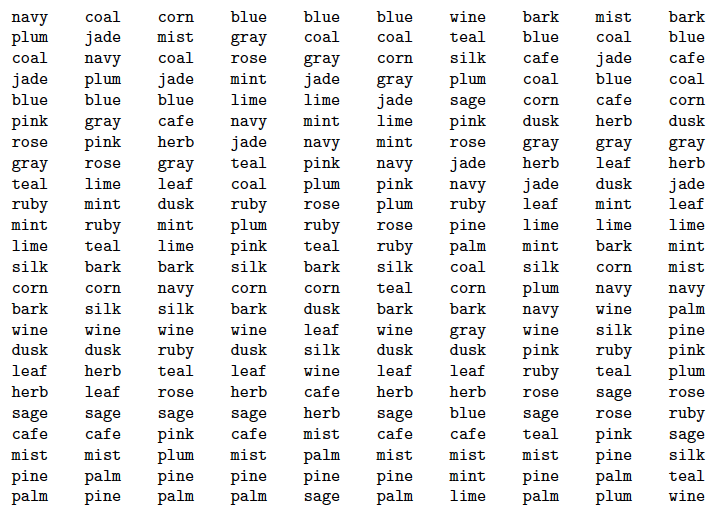 navy coal corn blue blue blue wine bark mist bark
plum jade mist gray coal coal teal blue coal blue
coal navy coal rose gray corn silk cafe jade cafe
jade plum jade mint jade gray plum coal blue coal
blue blue blue lime lime jade sage corn cafe corn
pink gray cafe navy mint lime pink dusk herb dusk
rose pink herb jade navy mint rose gray gray gray
gray rose gray teal pink navy jade herb leaf herb
teal lime leaf coal plum pink navy jade dusk jade
ruby mint dusk ruby rose plum ruby leaf mint leaf
mint ruby mint plum ruby rose pine lime lime lime
lime teal lime pink teal ruby palm mint bark mint
silk bark bark silk bark silk coal silk corn mist
corn corn navy corn corn teal corn plum navy navy
bark silk silk bark dusk bark bark navy wine palm
wine wine wine wine leaf wine gray wine silk pine
dusk dusk ruby dusk silk dusk dusk pink ruby pink
leaf herb teal leaf wine leaf leaf ruby teal plum
herb leaf rose herb cafe herb herb rose sage rose
sage sage sage sage herb sage blue sage rose ruby
cafe cafe pink cafe mist cafe cafe teal pink sage
mist mist plum mist palm mist mist mist pine silk
pine palm pine pine pine pine mint pine palm teal
palm pine palm palm sage palm lime palm plum wine